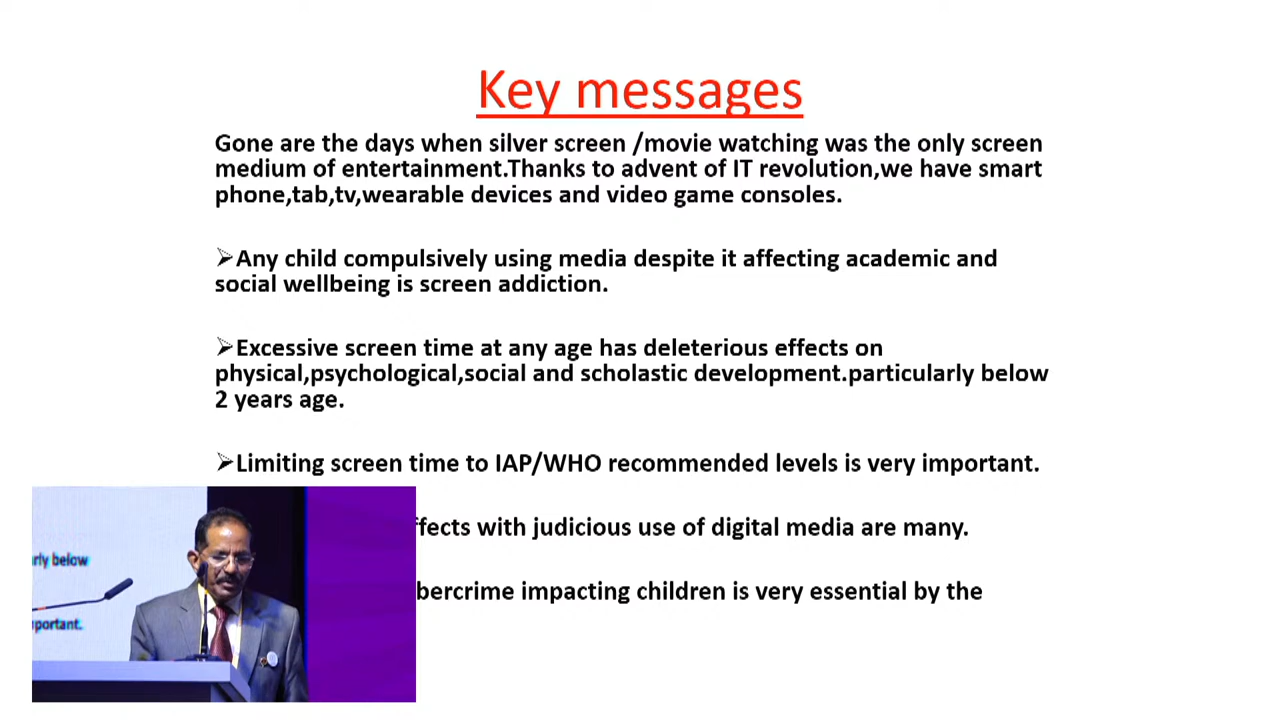 Key messages
Gone are the days when silver screen /movie watching was the only screen
medium of entertainment.Thanks to advent of IT revolution,we have smart
phone,tab,tv,wearable devices and video game consoles.
➢Any child compulsively using media despite it affecting academic and
social wellbeing is screen addiction.
➢Excessive screen time at any age has deleterious effects on
physical,psychological,social and scholastic development.particularly below
2 years age.
➢Limiting screen time to IAP/WHO recommended levels is very important.
ffects with judicious use of digital media are many.
bercrime impacting children is very essential by the
arly below
portant.